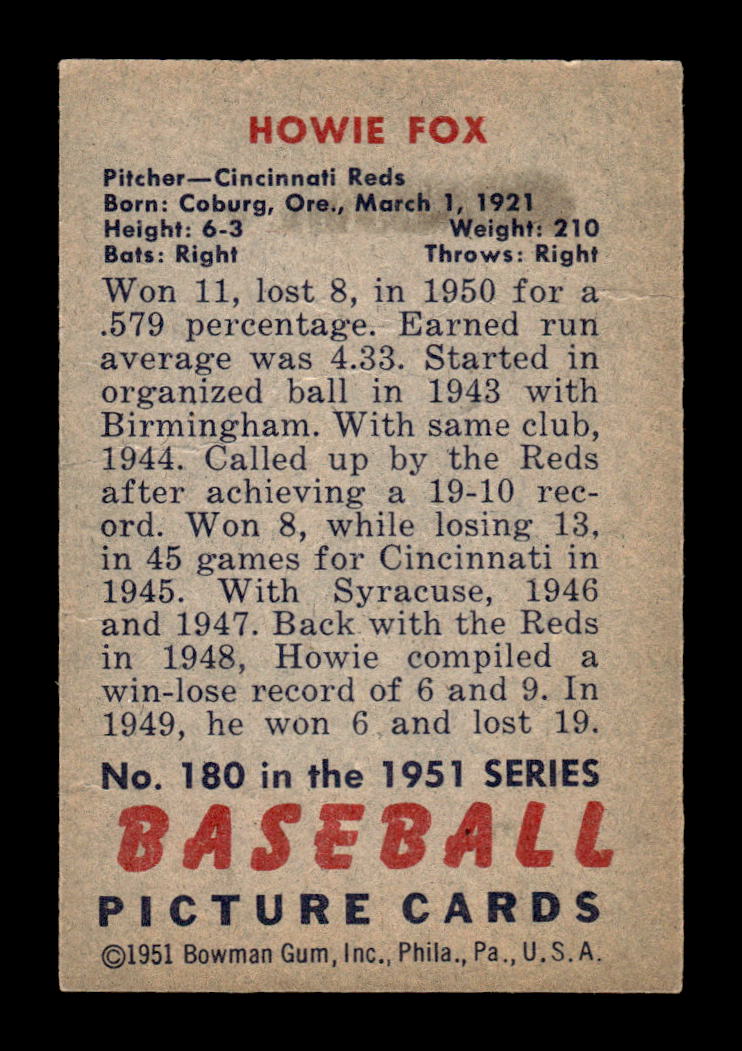 HOWIE FOX
Pitcher—Cincinnati Reds
Born: Coburg, Ore., March 1, 1921
Height: 6-3 Weight: 210
Bats: Right Throws: Right
Won 11, lost 8, in 1950 for a
.579 percentage. Earned run
average was 4.33. Started in
organized ball in 1943 with
Birmingham. With same club,
1944. Called up by the Reds
after achieving a 19-10 rec-
ord. Won 8, while losing 13,
in 45 games for Cincinnati in
1945. With Syracuse, 1946
and 1947. Back with the Reds
in 1948, Howie compiled a
win-lose record of 6 and 9. In
1949, he won 6 and lost 19.
No. 180 in the 1951 SERIES
BASEBALL
PICTURE CARDS
©1951 Bowman Gum, Inc., Phila., Pa., U.S.A.